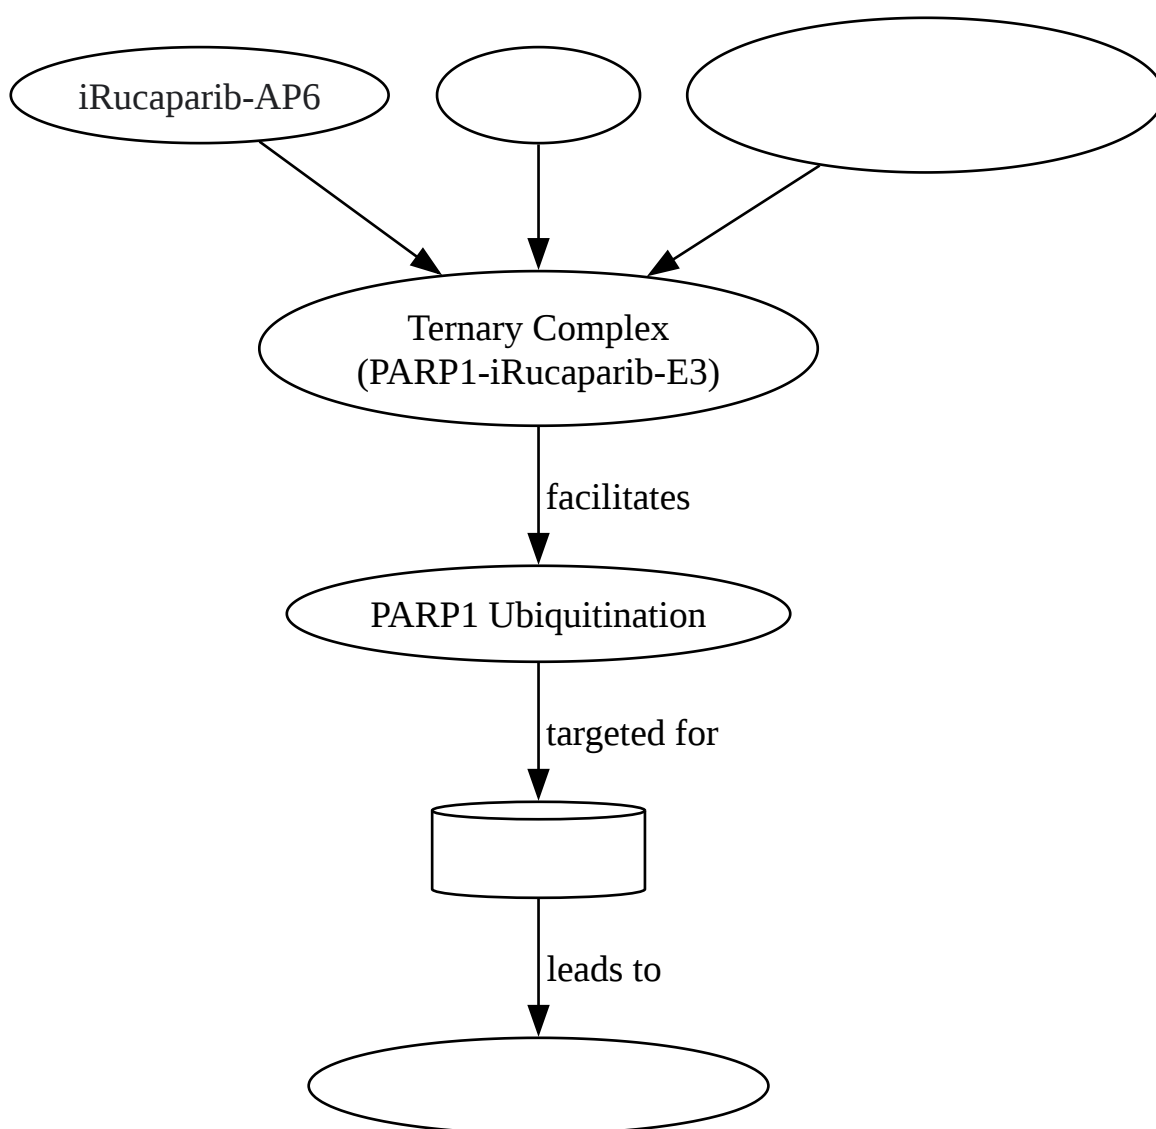 iRucaparib-AP6
Ternary Complex
(PARP1-iRucaparib-E3)
facilitates
PARP1 Ubiquitination
targeted for
leads to